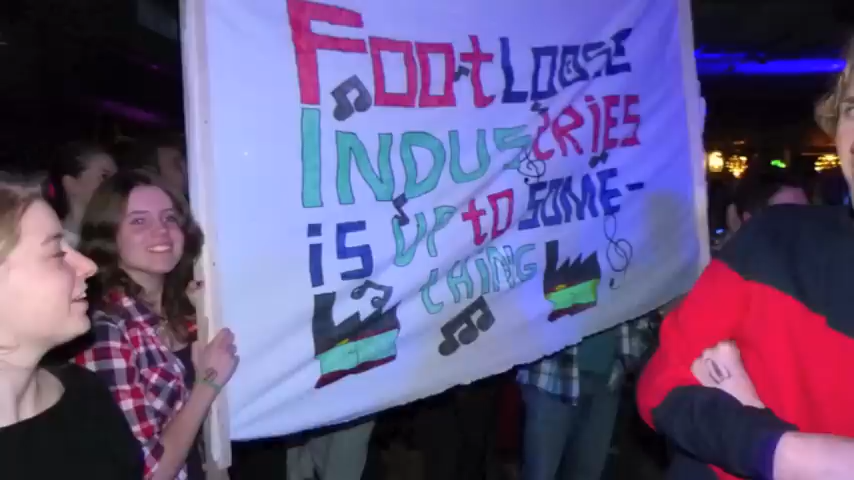 FOOtLOOSE
INDUStRiES
iS UP tO SOME-
tHiNG